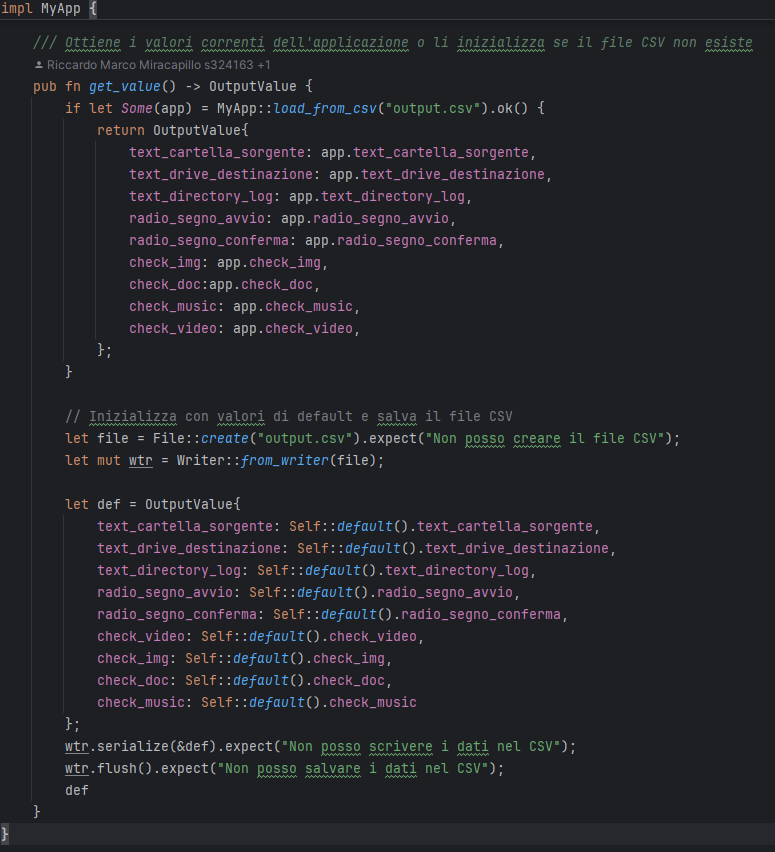 impl MyApp {
    /// Ottiene i valori correnti dell'applicazione o li inizializza se il file CSV non esiste
    Riccardo Marco Miracapillo s324163 +1
    pub fn get_value() -> OutputValue {
        if let Some(app) = MyApp::load_from_csv("output.csv").ok() {
            return OutputValue{
                text_cartella_sorgente: app.text_cartella_sorgente,
                text_drive_destinazione: app.text_drive_destinazione,
                text_directory_log: app.text_directory_log,
                radio_segno_avvio: app.radio_segno_avvio,
                radio_segno_conferma: app.radio_segno_conferma,
                check_img: app.check_img,
                check_doc:app.check_doc,
                check_music: app.check_music,
                check_video: app.check_video,
            };
        }
        // Inizializza con valori di default e salva il file CSV
        let file = File::create("output.csv").expect("Non posso creare il file CSV");
        let mut wtr = Writer::from_writer(file);
        let def = OutputValue{
            text_cartella_sorgente: Self::default().text_cartella_sorgente,
            text_drive_destinazione: Self::default().text_drive_destinazione,
            text_directory_log: Self::default().text_directory_log,
            radio_segno_avvio: Self::default().radio_segno_avvio,
            radio_segno_conferma: Self::default().radio_segno_conferma,
            check_video: Self::default().check_video,
            check_img: Self::default().check_img,
            check_doc: Self::default().check_doc,
            check_music: Self::default().check_music
        };
        wtr.serialize(&def).expect("Non posso scrivere i dati nel CSV");
        wtr.flush().expect("Non posso salvare i dati nel CSV");
        def
    }
}